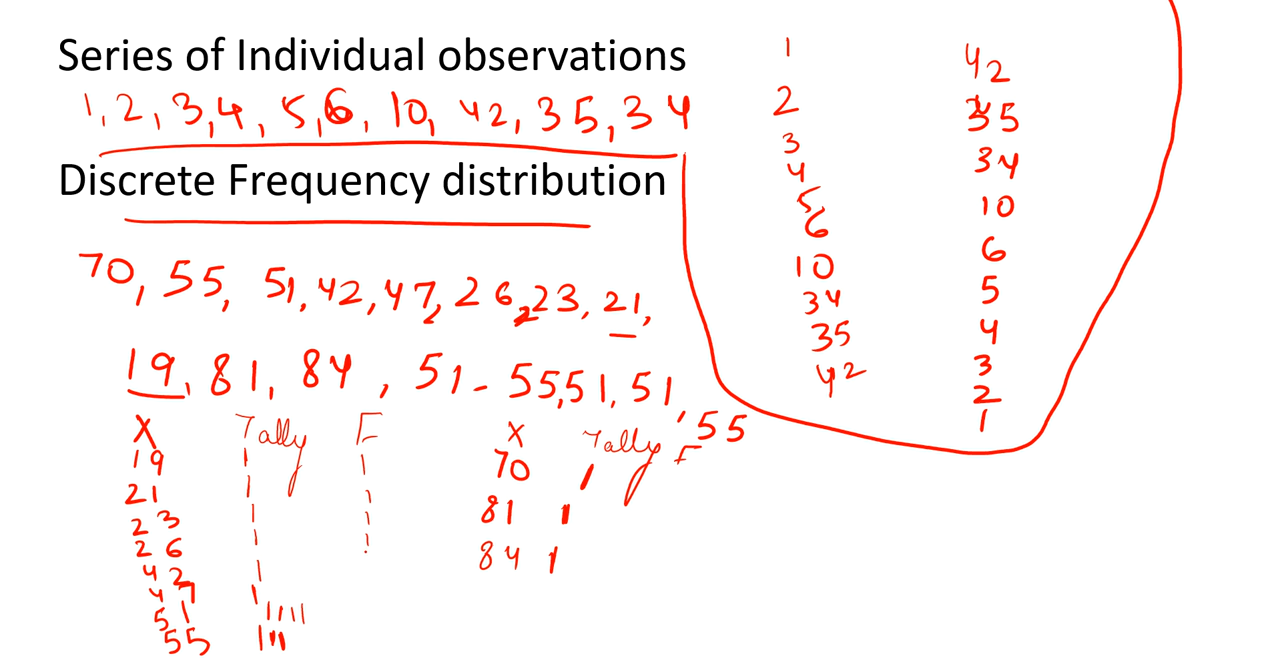 Series of Individual observations
1, 2, 3, 4, 5, 6, 10, 42, 35, 34
Discrete Frequency distribution
70, 55, 51, 42, 47, 26, 23, 21,
19, 81, 84, 51 - 55, 51, 51, 55
X Tally F
19 | |
21 | |
23 | |
26 | |
42 |
47 |
51 ||||
55 |||
X Tally F
70 |
81 |
84 |
1 42
2 35
3 34
4 10
5 6
6 5
10 4
34 3
35 2
42 1